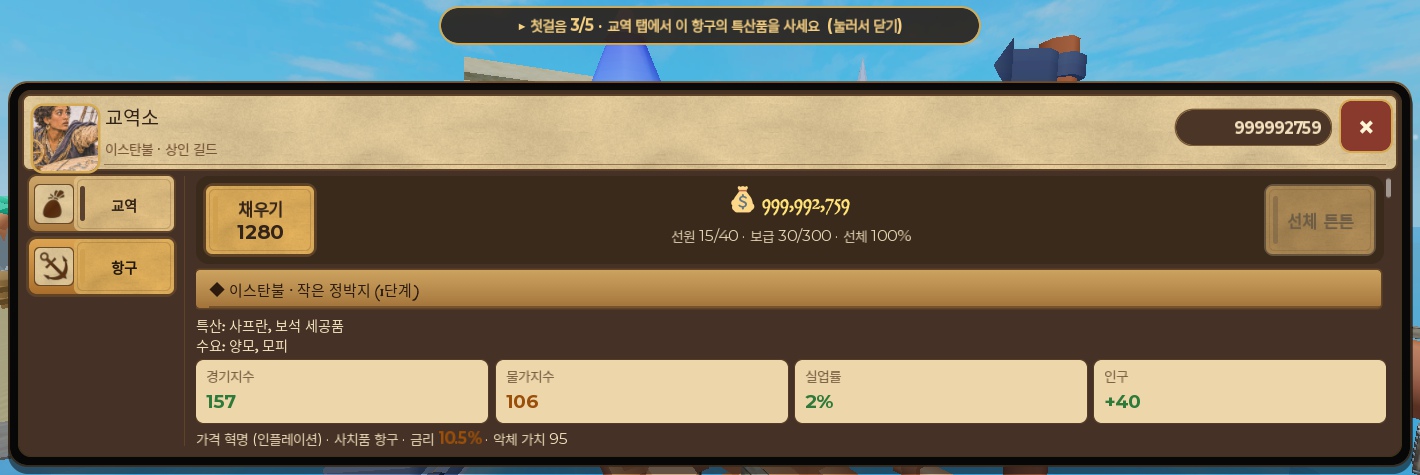 ▸ 첫걸음 3/5 · 교역 탭에서 이 항구의 특산품을 사세요 (눌러서 닫기)
교역소
이스탄불 · 상인 길드
999992759
×
교역
항구
채우기
1280
$ 999,992,759
선원 15/40 · 보급 30/300 · 선체 100%
선체 튼튼
◆ 이스탄불 · 작은 정박지 (1단계)
특산: 사프란, 보석 세공품
수요: 양모, 모피
경기지수
157
물가지수
106
실업률
2%
인구
+40
가격 혁명 (인플레이션) · 사치품 항구 · 금리 10.5% · 악체 가치 95